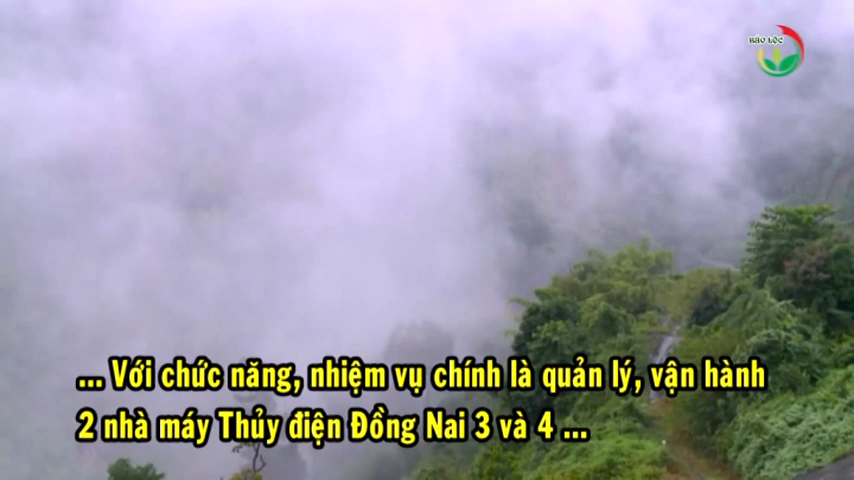 BẢO LỘC
... Với chức năng, nhiệm vụ chính là quản lý, vận hành
2 nhà máy Thủy điện Đồng Nai 3 và 4 ...